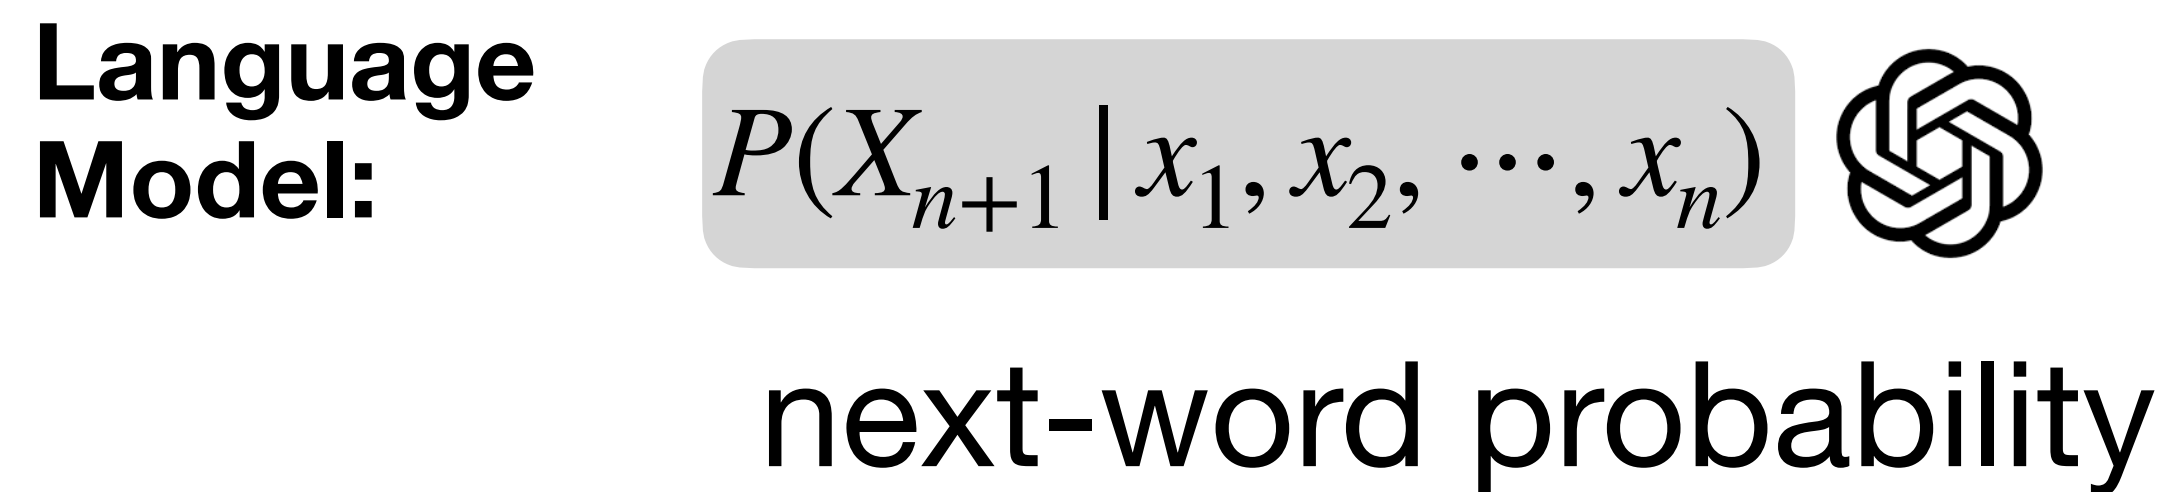 Language
Model:
P(X_{n+1} | x_1, x_2, ⋯, x_n)
next-word probability